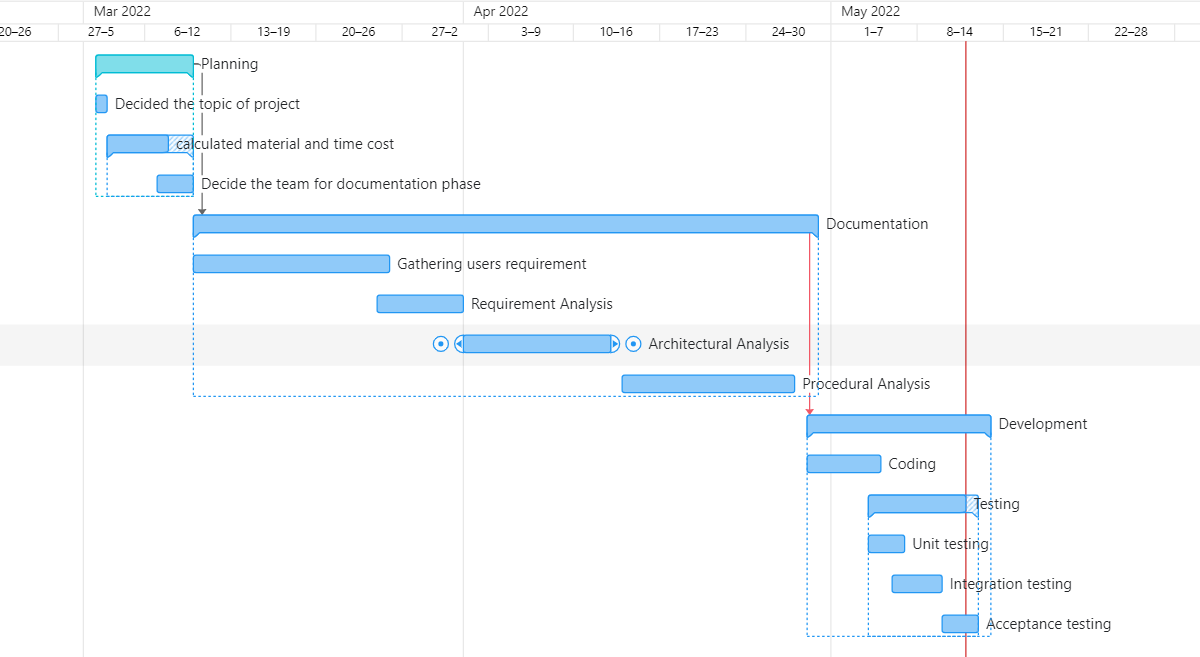 Mar 2022 Apr 2022 May 2022
20–26 27–5 6–12 13–19 20–26 27–2 3–9 10–16 17–23 24–30 1–7 8–14 15–21 22–28
Planning
Decided the topic of project
calculated material and time cost
Decide the team for documentation phase
Documentation
Gathering users requirement
Requirement Analysis
Architectural Analysis
Procedural Analysis
Development
Coding
Testing
Unit testing
Integration testing
Acceptance testing